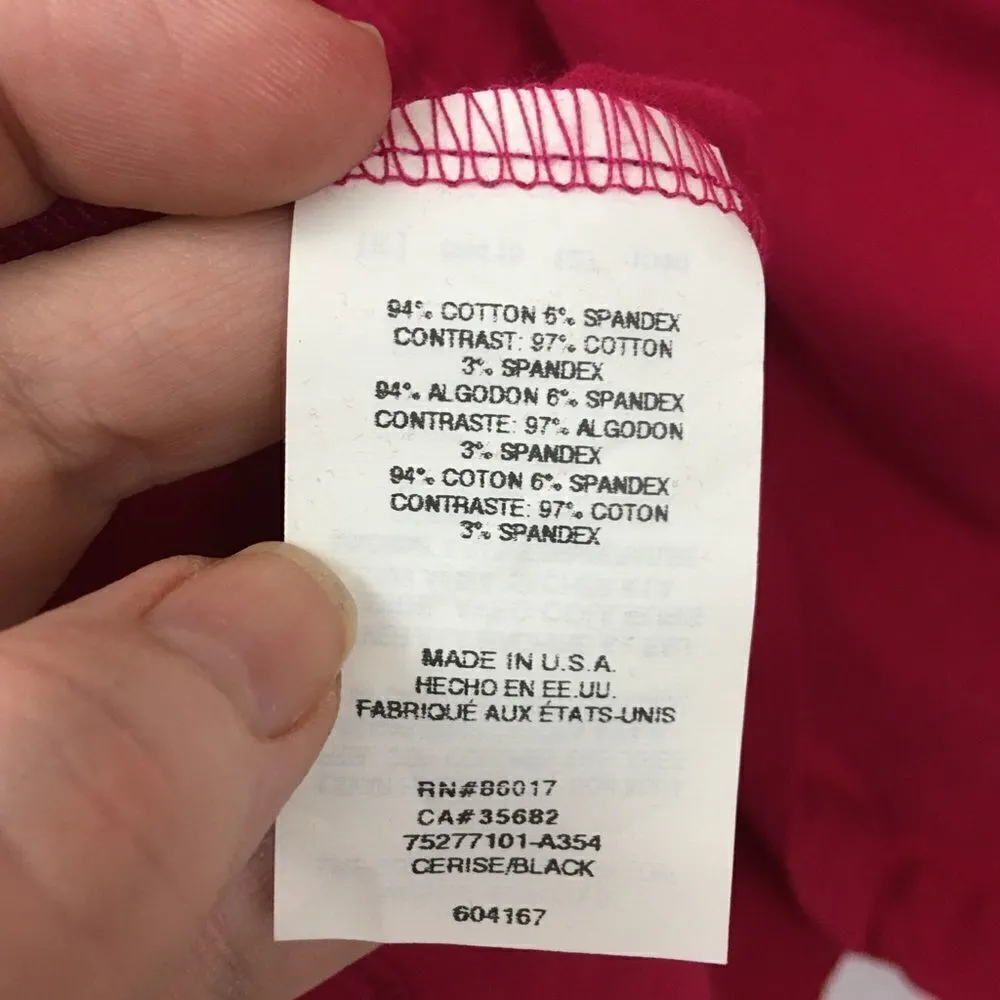 94% COTTON 6% SPANDEX
CONTRAST: 97% COTTON
3% SPANDEX
94% ALGODON 6% SPANDEX
CONTRASTE: 97% ALGODON
3% SPANDEX
94% COTON 6% SPANDEX
CONTRASTE: 97% COTON
3% SPANDEX
MADE IN U.S.A.
HECHO EN EE.UU.
FABRIQUÉ AUX ÉTATS-UNIS
RN#86017
CA#35682
75277101-A354
CERISE/BLACK
604167